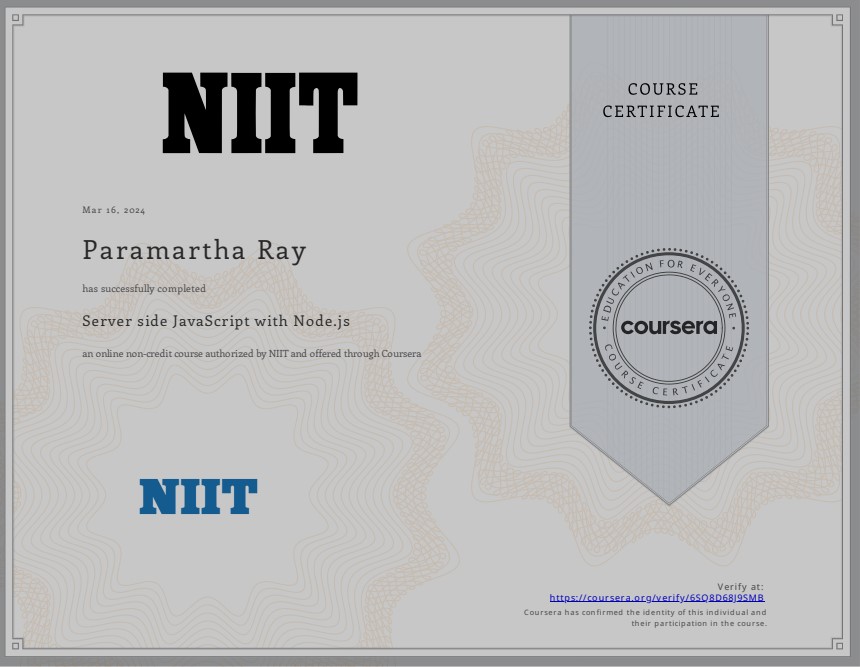 NIIT
COURSE
CERTIFICATE
Mar 16, 2024
Paramartha Ray
has successfully completed
Server side JavaScript with Node.js
an online non-credit course authorized by NIIT and offered through Coursera
EDUCATION FOR EVERYONE
coursera
COURSE CERTIFICATE
NIIT
Verify at:
https://coursera.org/verify/6SQ8D68J9SMB
Coursera has confirmed the identity of this individual and
their participation in the course.